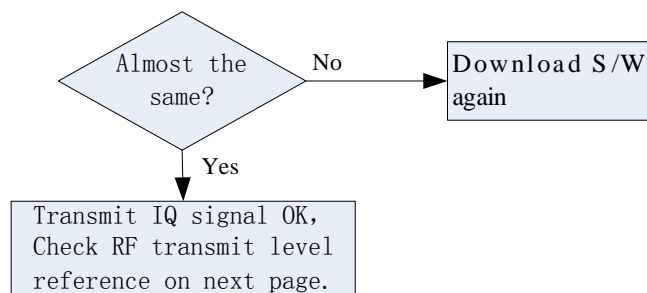 Almost the
same?
No
Download S/W
again
Yes
Transmit IQ signal OK,
Check RF transmit level
reference on next page.